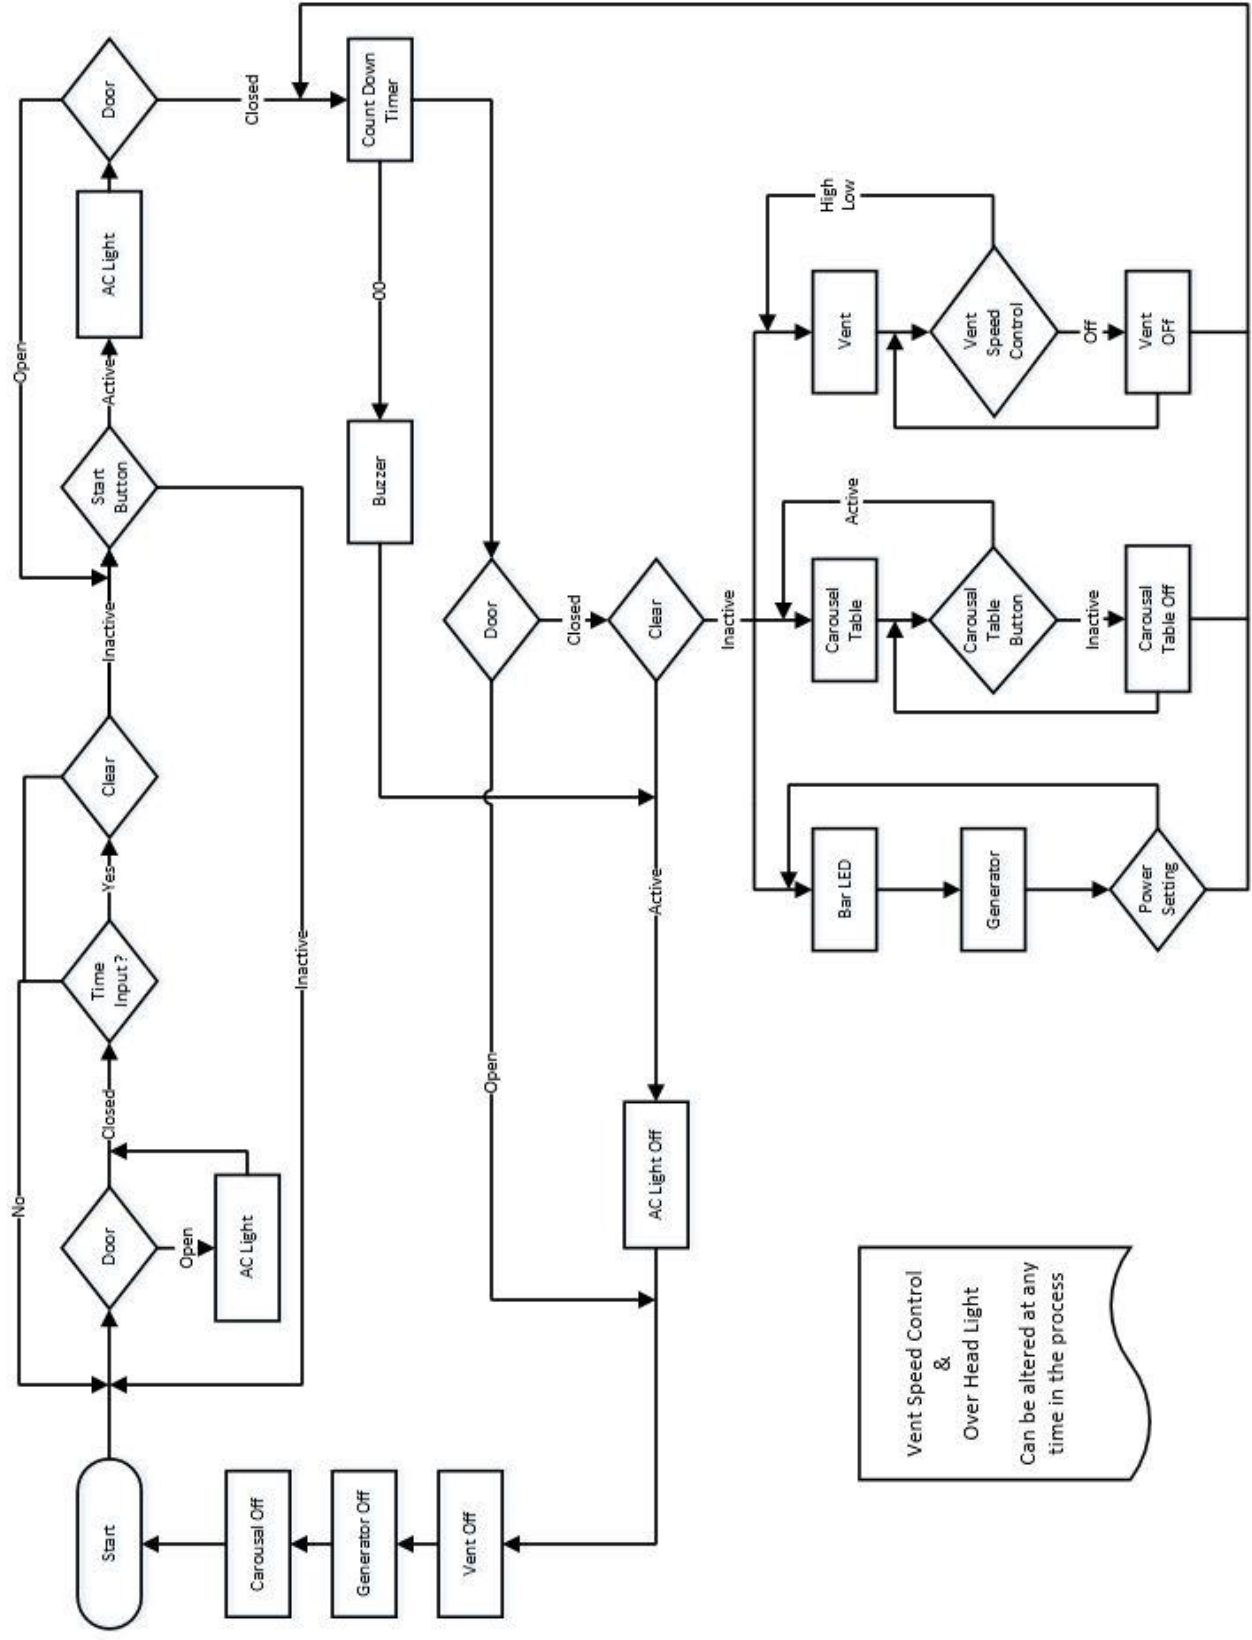 No
Open
Start
Door
Closed
Time
Input?
Yes
Clear
Inactive
Start
Button
Active
AC Light
Door
Open
Carousal Off
AC Light
Closed
Inactive
Generator Off
Buzzer
00
Count Down
Timer
Vent Off
Open
Door
Closed
AC Light Off
Active
Clear
Inactive
Bar LED
Carousel
Table
Active
Vent
High
Low
Generator
Carousal
Table
Button
Vent
Speed
Control
Inactive
Off
Power
Setting
Carousal
Table Off
Vent
OFf
Vent Speed Control
&
Over Head Light
Can be altered at any
time in the process